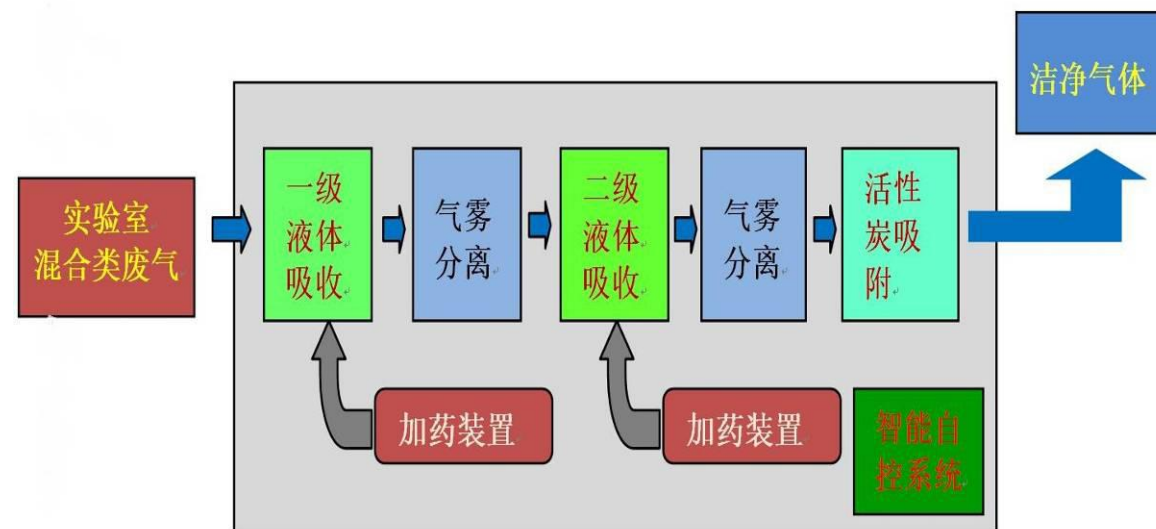 洁净气体
实验室
混合类废气
一级
液体
吸收
气雾
分离
二级
液体
吸收
气雾
分离
活性
炭吸
附
加药装置
加药装置
智能自
控系统